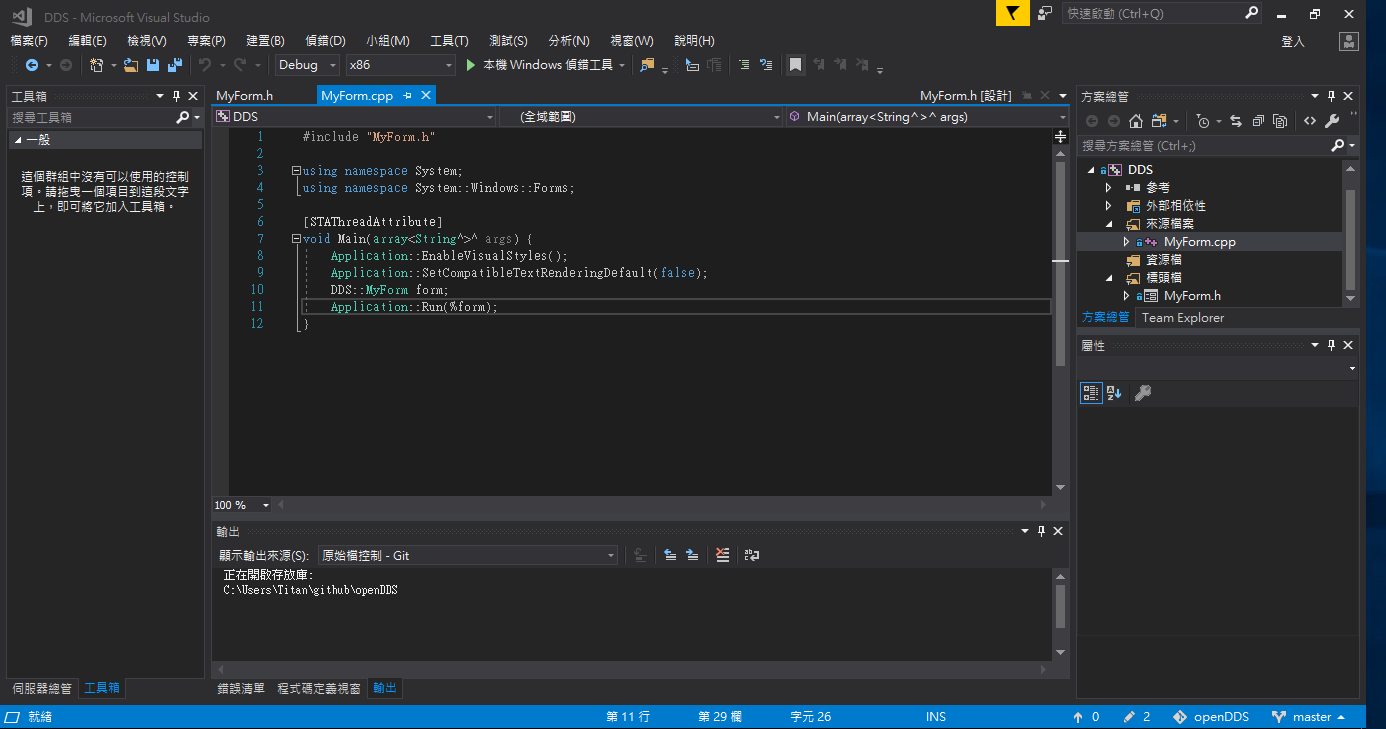 DDS - Microsoft Visual Studio
快速啟動 (Ctrl+Q)
檔案(F) 編輯(E) 檢視(V) 專案(P) 建置(B) 偵錯(D) 小組(M) 工具(T) 測試(S) 分析(N) 視窗(W) 說明(H)
登入
Debug x86 本機 Windows 偵錯工具
工具箱
搜尋工具箱
一般
這個群組中沒有可以使用的控制
項。請拖曳一個項目到這段文字
上，即可將它加入工具箱。
伺服器總管 工具箱
MyForm.h MyForm.cpp MyForm.h [設計]
DDS (全域範圍) Main(array<String^>^ args)
1 #include "MyForm.h"
2
3 using namespace System;
4 using namespace System::Windows::Forms;
5
6 [STAThreadAttribute]
7 void Main(array<String^>^ args) {
8 Application::EnableVisualStyles();
9 Application::SetCompatibleTextRenderingDefault(false);
10 DDS::MyForm form;
11 Application::Run(%form);
12 }
100 %
輸出
顯示輸出來源(S): 原始檔控制 - Git
正在開啟存放庫:
C:\Users\Titan\github\openDDS
錯誤清單 程式碼定義視窗 輸出
方案總管
搜尋方案總管 (Ctrl+;)
DDS
參考
外部相依性
來源檔案
MyForm.cpp
資源檔
標頭檔
MyForm.h
方案總管 Team Explorer
屬性
就緒 第 11 行 第 29 欄 字元 26 INS 0 2 openDDS master